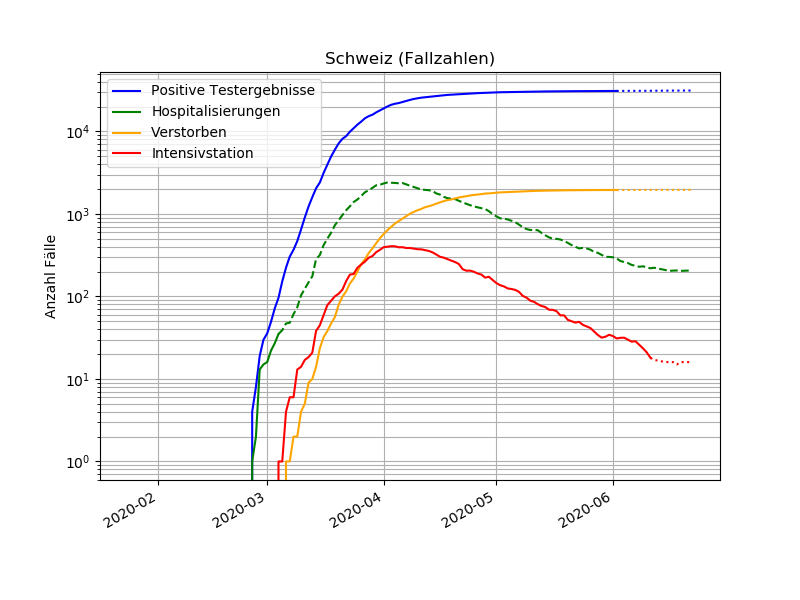 Schweiz (Fallzahlen)
Positive Testergebnisse
Hospitalisierungen
Verstorben
Intensivstation
Anzahl Fälle
10⁴
10³
10²
10¹
10⁰
2020-02
2020-03
2020-04
2020-05
2020-06